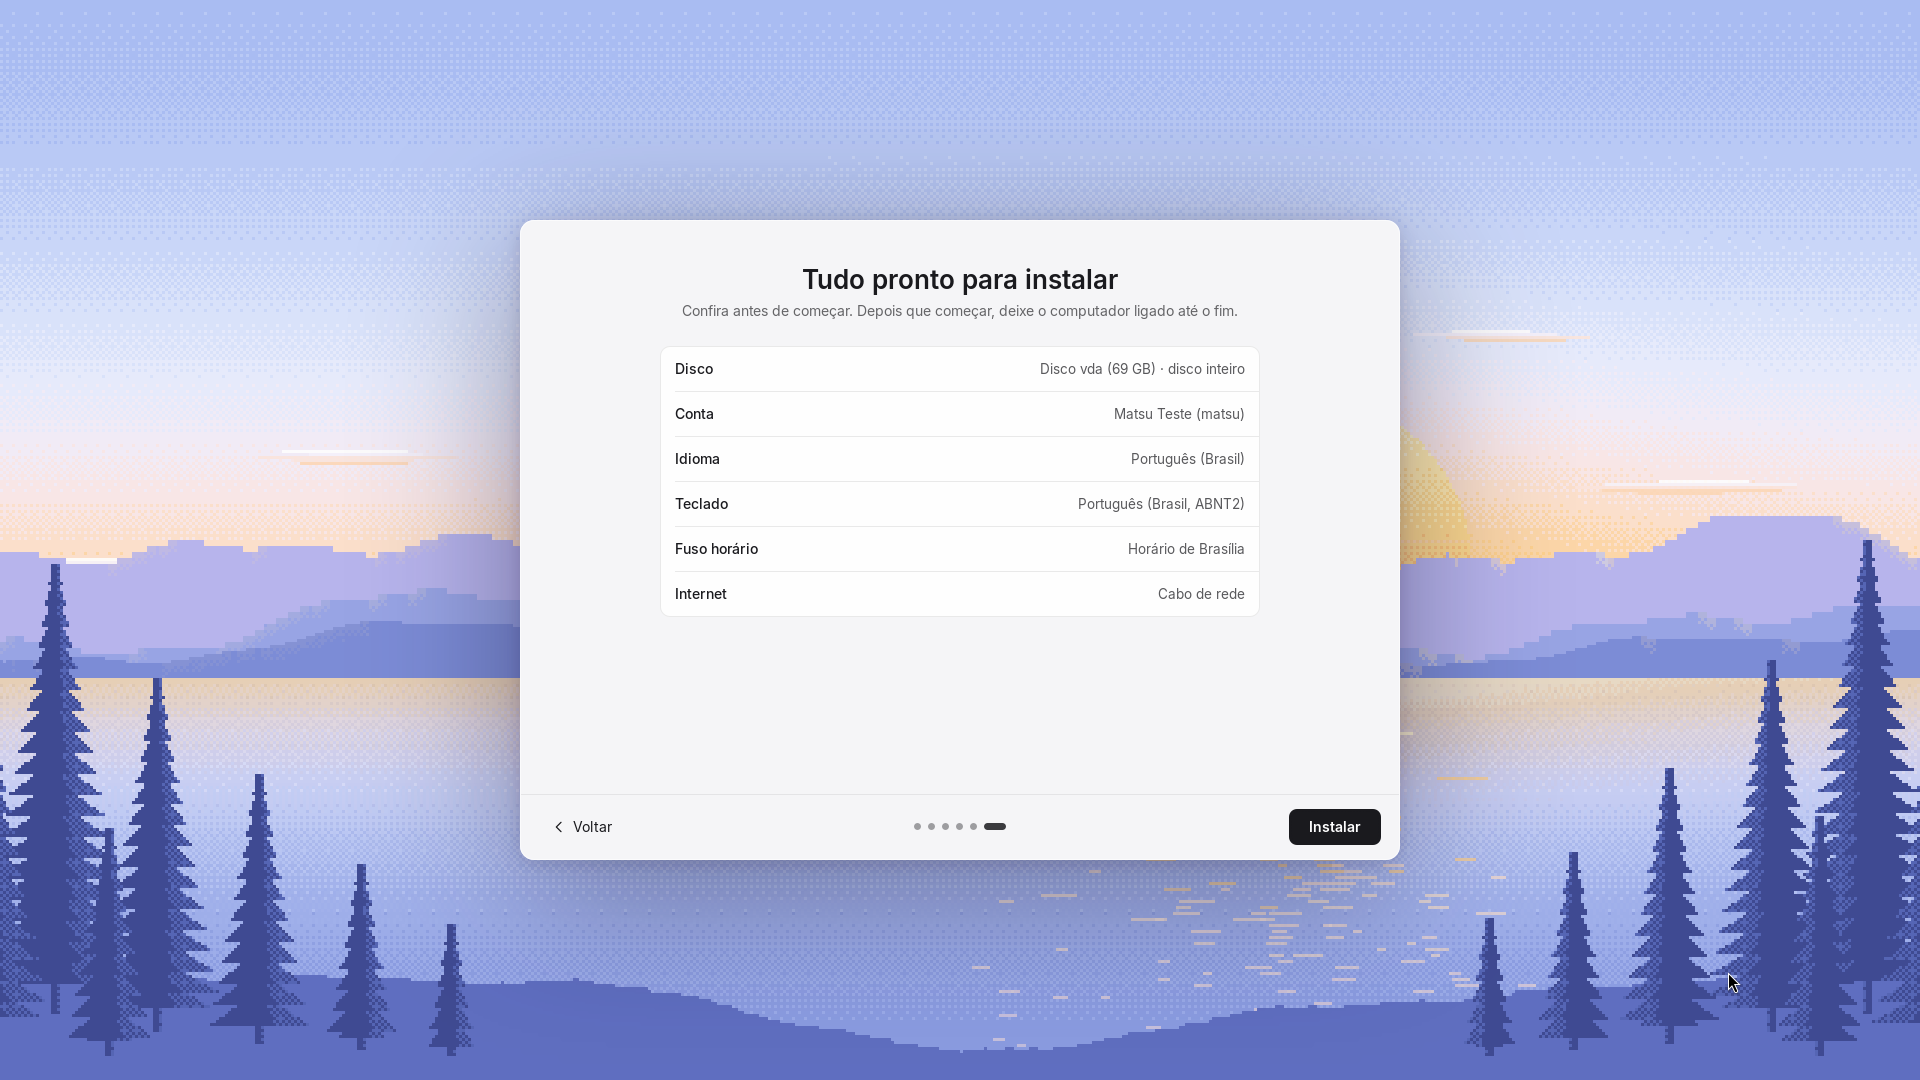 Tudo pronto para instalar
Confira antes de começar. Depois que começar, deixe o computador ligado até o fim.
Disco Disco vda (69 GB) · disco inteiro
Conta Matsu Teste (matsu)
Idioma Português (Brasil)
Teclado Português (Brasil, ABNT2)
Fuso horário Horário de Brasília
Internet Cabo de rede
Voltar Instalar